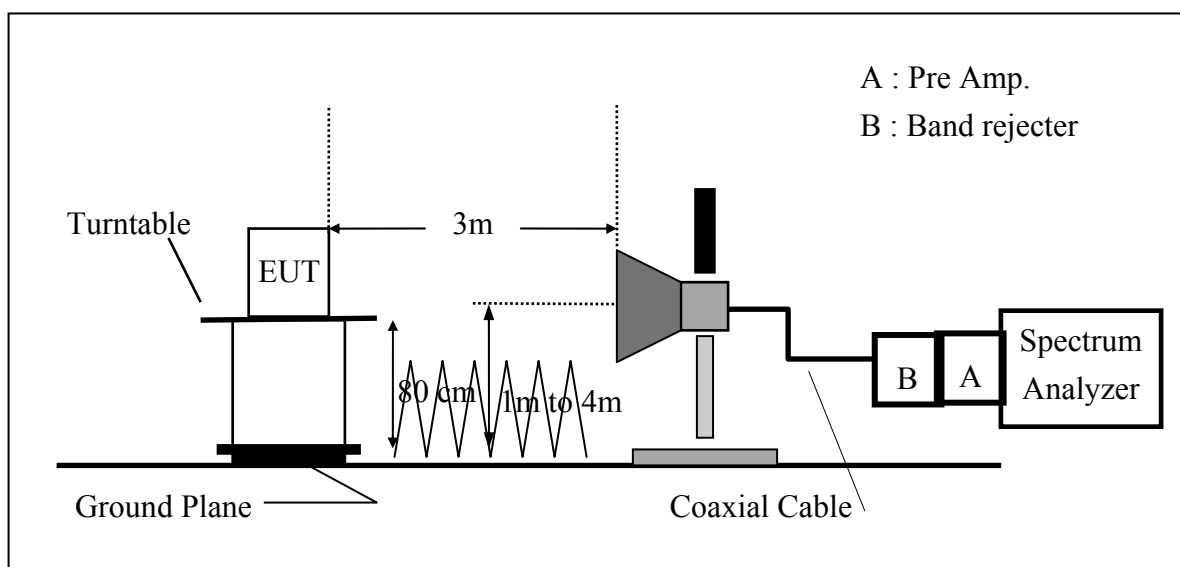 A : Pre Amp.
B : Band rejecter
Turntable
3m
EUT
80 cm
1m to 4m
B
A
Spectrum
Analyzer
Ground Plane
Coaxial Cable